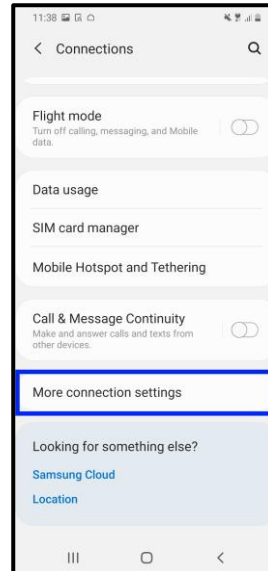 11:38
Connections
Flight mode
Turn off calling, messaging, and Mobile
data.
Data usage
SIM card manager
Mobile Hotspot and Tethering
Call & Message Continuity
Make and answer calls and texts from
other devices.
More connection settings
Looking for something else?
Samsung Cloud
Location